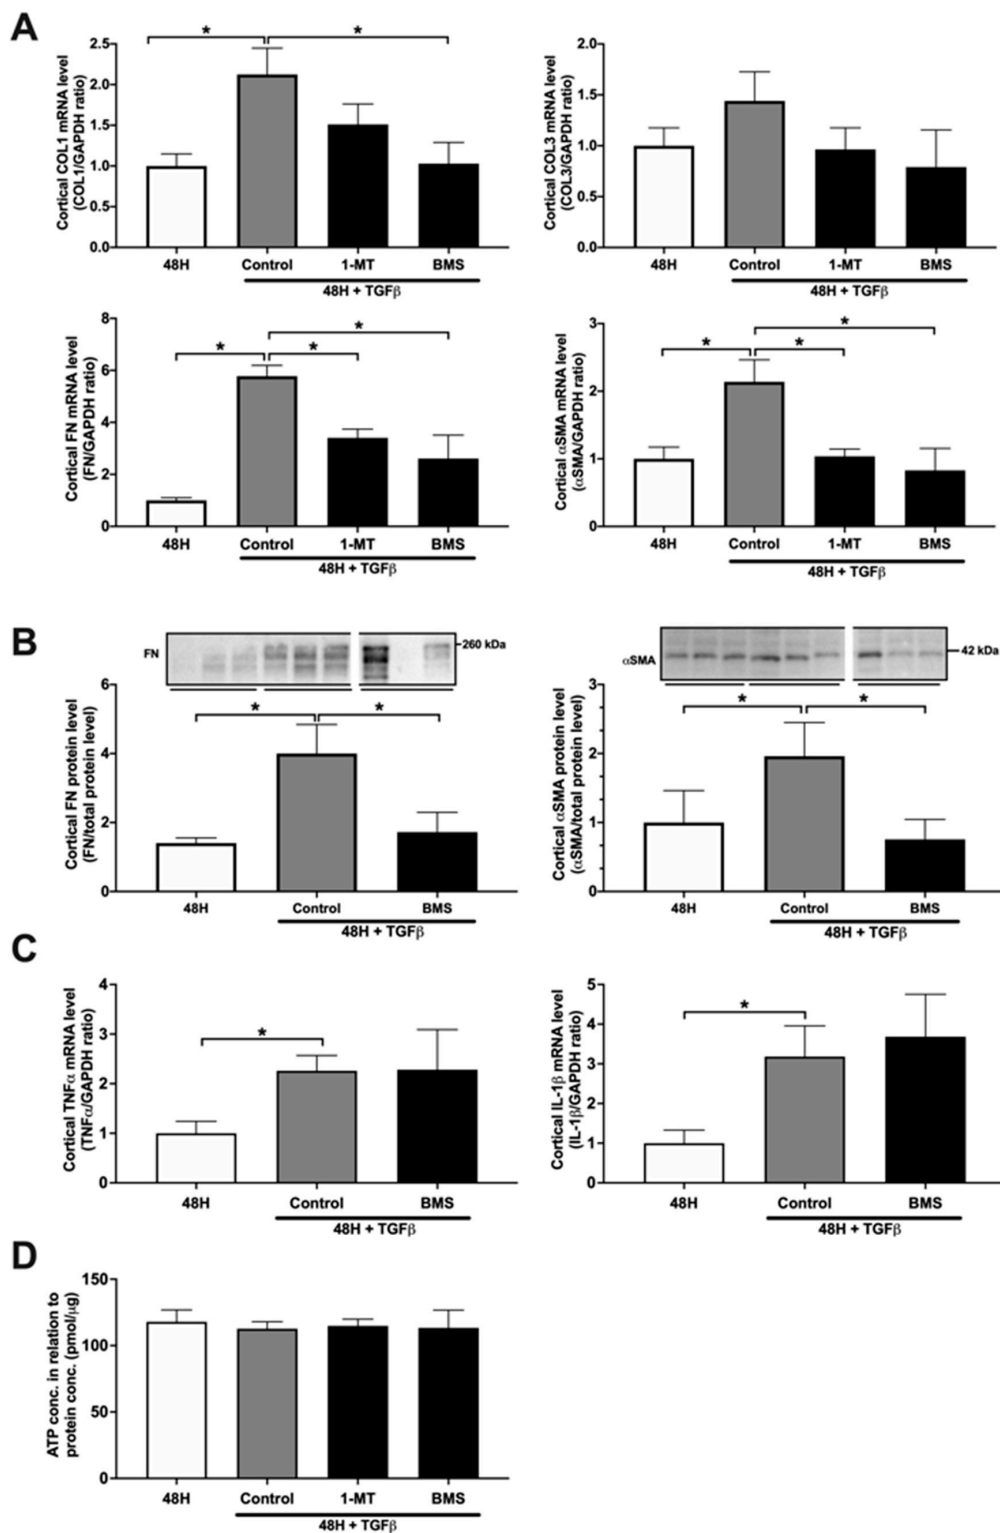 A
Cortical COL1 mRNA level
(COL1/GAPDH ratio)
2.5
2.0
1.5
1.0
0.5
0.0
*
*
48H
Control
1-MT
BMS
48H + TGFβ
Cortical COL3 mRNA level
(COL3/GAPDH ratio)
2.0
1.5
1.0
0.5
0.0
48H
Control
1-MT
BMS
48H + TGFβ
Cortical FN mRNA level
(FN/GAPDH ratio)
8
6
4
2
0
*
*
*
48H
Control
1-MT
BMS
48H + TGFβ
Cortical αSMA mRNA level
(αSMA/GAPDH ratio)
3
2
1
0
*
*
*
48H
Control
1-MT
BMS
48H + TGFβ
B
FN
260 kDa
Cortical FN protein level
(FN/total protein level)
6
4
2
0
*
*
48H
Control
BMS
48H + TGFβ
αSMA
42 kDa
Cortical αSMA protein level
(αSMA/total protein level)
3
2
1
0
*
*
48H
Control
BMS
48H + TGFβ
C
Cortical TNFα mRNA level
(TNFα/GAPDH ratio)
4
3
2
1
0
*
48H
Control
BMS
48H + TGFβ
Cortical IL-1β mRNA level
(IL-1β/GAPDH ratio)
5
4
3
2
1
0
*
48H
Control
BMS
48H + TGFβ
D
ATP conc. in relation to
protein conc. (pmol/μg)
150
100
50
0
48H
Control
1-MT
BMS
48H + TGFβ